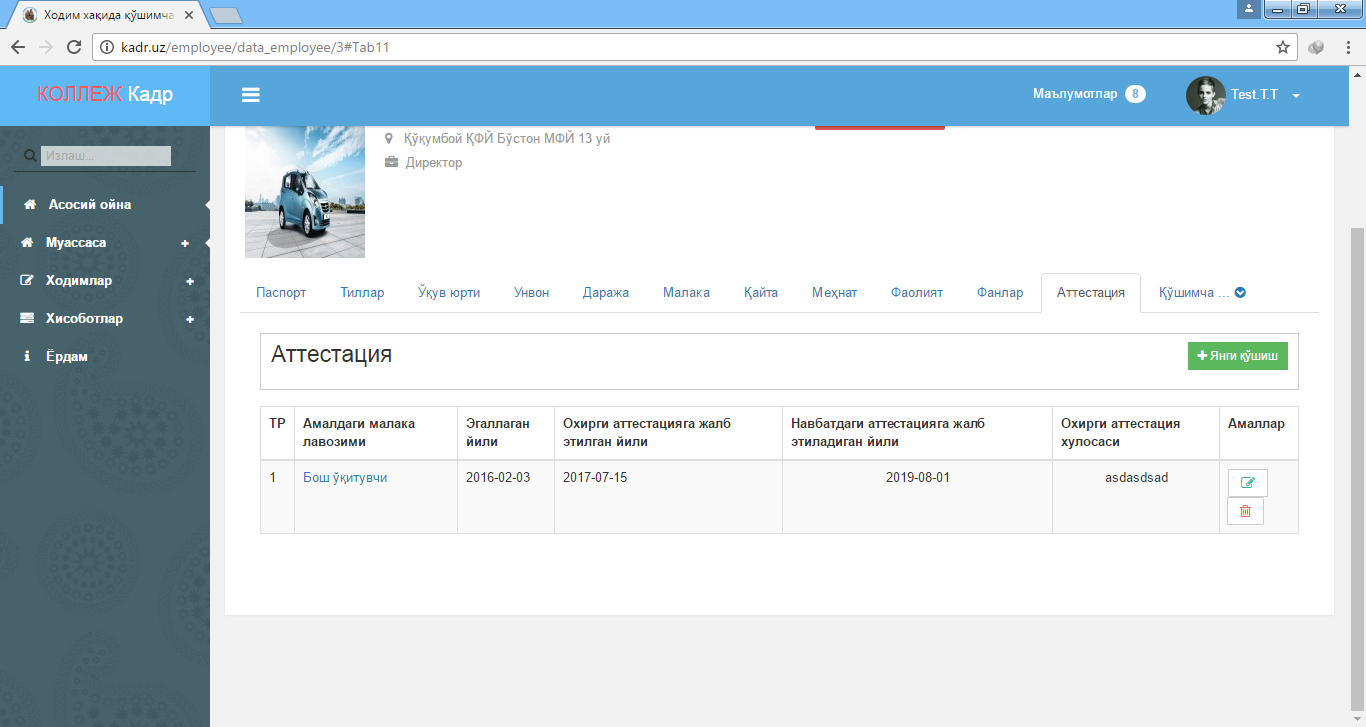 Ходим хақида қўшимча
kadr.uz/employee/data_employee/3#Tab11
КОЛЛЕЖ Кадр
Маълумотлар 8
Test.T.T
Излаш...
Асосий ойна
Муассаса
Ходимлар
Хисоботлар
Ёрдам
Қўқумбой ҚФЙ Бўстон МФЙ 13 уй
Директор
Паспорт Тиллар Ўқув юрти Унвон Даража Малака Қайта Меҳнат Фаолият Фанлар Аттестация Қўшимча ...
Аттестация
Янги қўшиш
ТР Амалдаги малака лавозими Эгаллаган йили Охирги аттестацияга жалб этилган йили Навбатдаги аттестацияга жалб этиладиган йили Охирги аттестация хулосаси Амаллар
1 Бош ўқитувчи 2016-02-03 2017-07-15 2019-08-01 asdasdsad